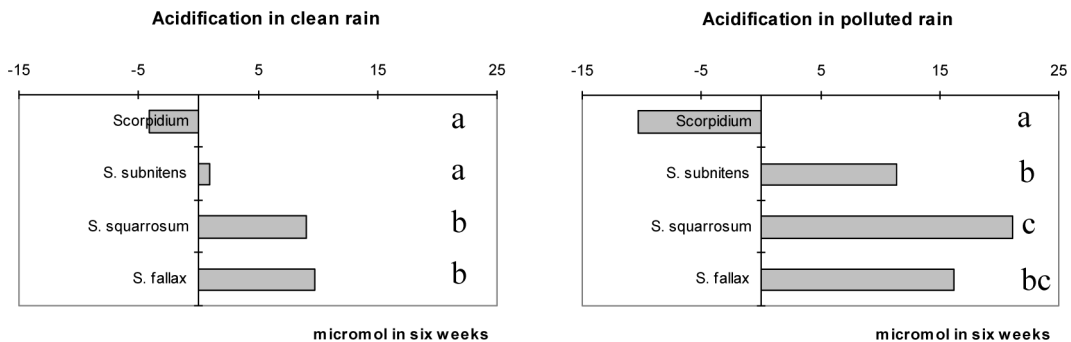 Acidification in clean rain
-15 -5 5 15 25
Scorpidium a
S. subnitens a
S. squarrosum b
S. fallax b
micromol in six weeks
Acidification in polluted rain
-15 -5 5 15 25
Scorpidium a
S. subnitens b
S. squarrosum c
S. fallax bc
micromol in six weeks